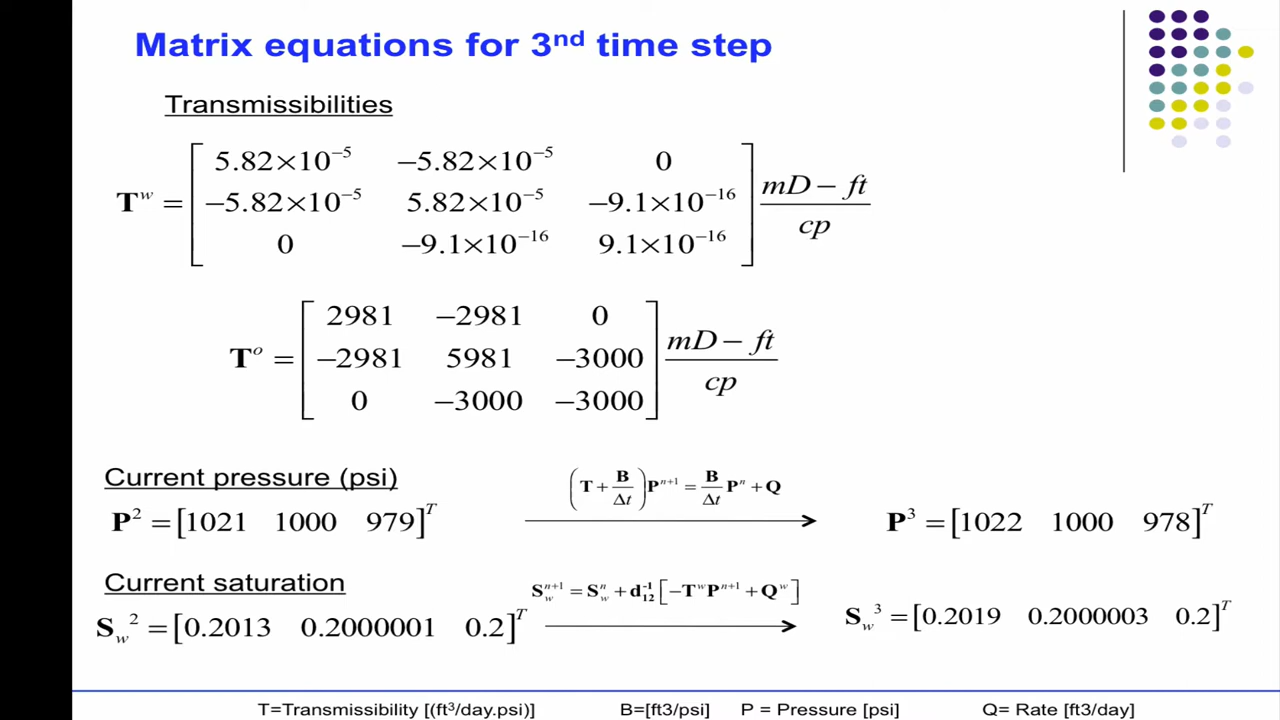 Matrix equations for 3nd time step
Transmissibilities
T^w = [ 5.82×10^−5 −5.82×10^−5 0
−5.82×10^−5 5.82×10^−5 −9.1×10^−16
0 −9.1×10^−16 9.1×10^−16 ] mD − ft / cp
T^o = [ 2981 −2981 0
−2981 5981 −3000
0 −3000 −3000 ] mD − ft / cp
Current pressure (psi)
(T + B/Δt) P^n+1 = B/Δt P^n + Q
P^2 = [1021 1000 979]^T
P^3 = [1022 1000 978]^T
Current saturation
S_w^n+1 = S_w^n + d_12^-1 [−T^w P^n+1 + Q^w]
S_w^2 = [0.2013 0.2000001 0.2]^T
S_w^3 = [0.2019 0.2000003 0.2]^T
T=Transmissibility [(ft³/day.psi)] B=[ft3/psi] P = Pressure [psi] Q= Rate [ft3/day]